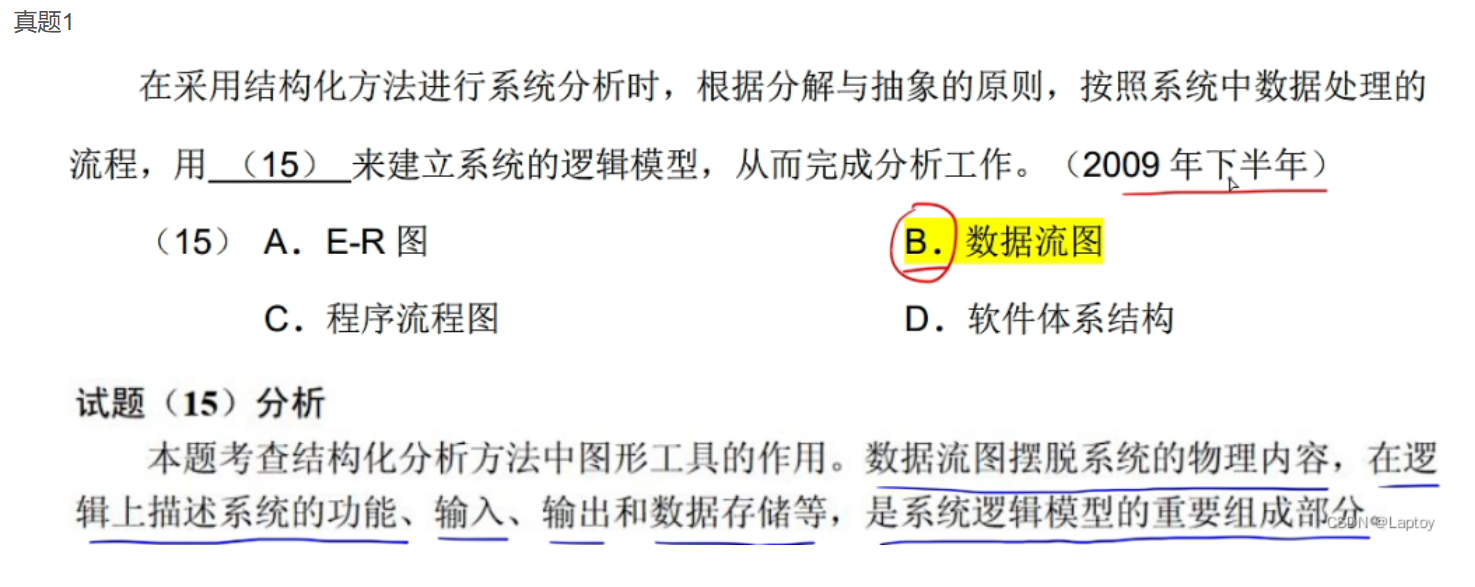 真题1
在采用结构化方法进行系统分析时，根据分解与抽象的原则，按照系统中数据处理的
流程，用（15）来建立系统的逻辑模型，从而完成分析工作。（2009 年下半年）
（15） A．E-R 图 B．数据流图
C．程序流程图 D．软件体系结构
试题（15）分析
本题考查结构化分析方法中图形工具的作用。数据流图摆脱系统的物理内容，在逻
辑上描述系统的功能、输入、输出和数据存储等，是系统逻辑模型的重要组成部分。
CSDN @Laptoy